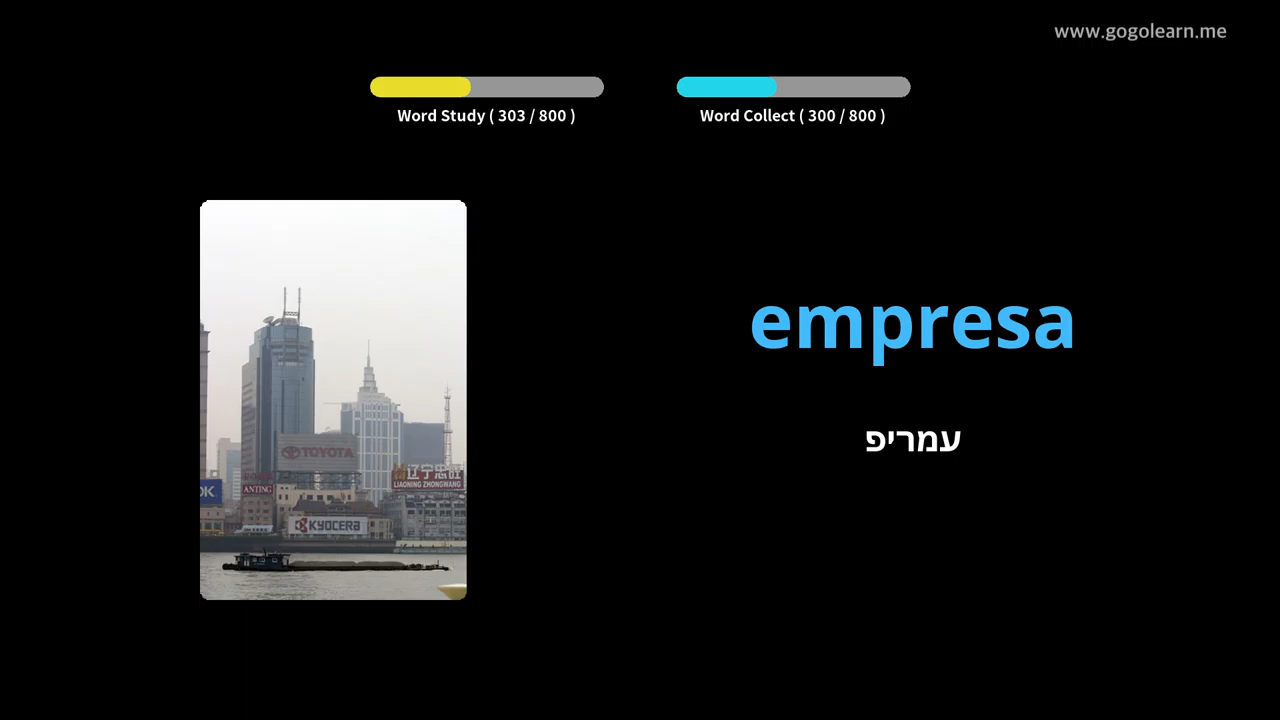 www.gogolearn.me
Word Study ( 303 / 800 )
Word Collect ( 300 / 800 )
empresa
עמריפ
TOYOTA
ANTING
辽宁忠旺
LIAONING ZHONGWANG
KYOCERA